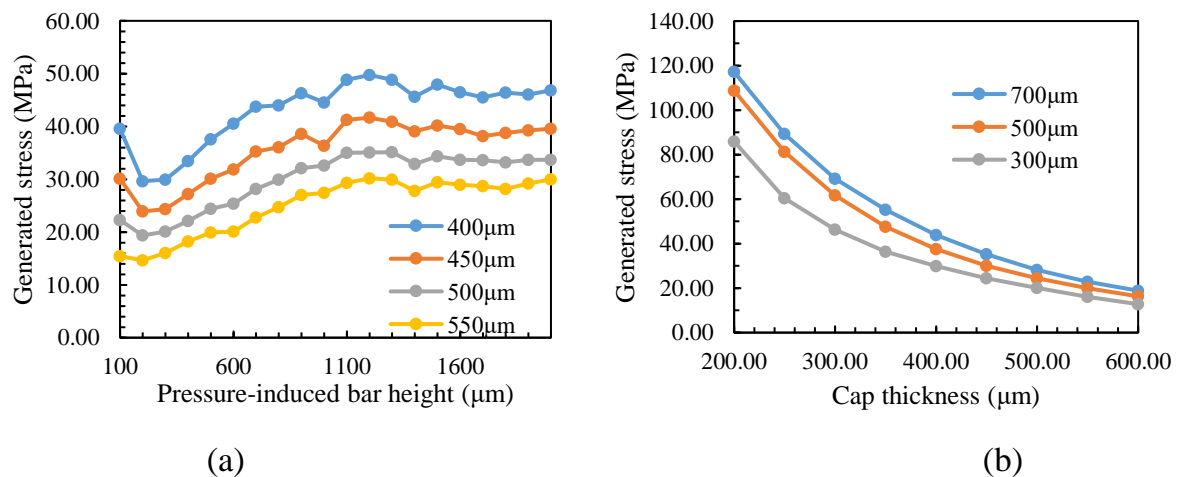 60.00
50.00
40.00
30.00
20.00
10.00
0.00
Generated stress (MPa)
400μm
450μm
500μm
550μm
100 600 1100 1600
Pressure-induced bar height (μm)
(a)
140.00
120.00
100.00
80.00
60.00
40.00
20.00
0.00
Generated stress (MPa)
700μm
500μm
300μm
200.00 300.00 400.00 500.00 600.00
Cap thickness (μm)
(b)